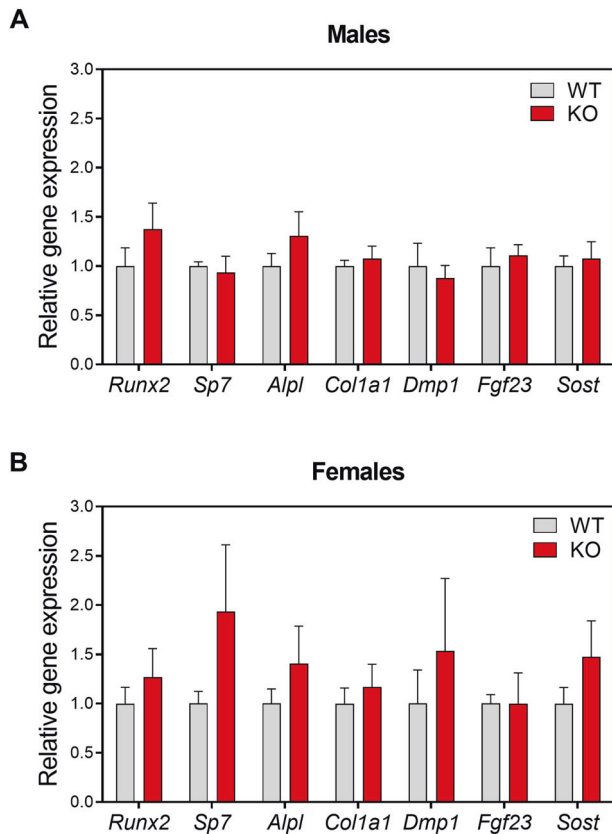 A
Males
Relative gene expression
3.0
2.5
2.0
1.5
1.0
0.5
0.0
WT
KO
Runx2 Sp7 Alpl Col1a1 Dmp1 Fgf23 Sost
B
Females
Relative gene expression
3.0
2.5
2.0
1.5
1.0
0.5
0.0
WT
KO
Runx2 Sp7 Alpl Col1a1 Dmp1 Fgf23 Sost